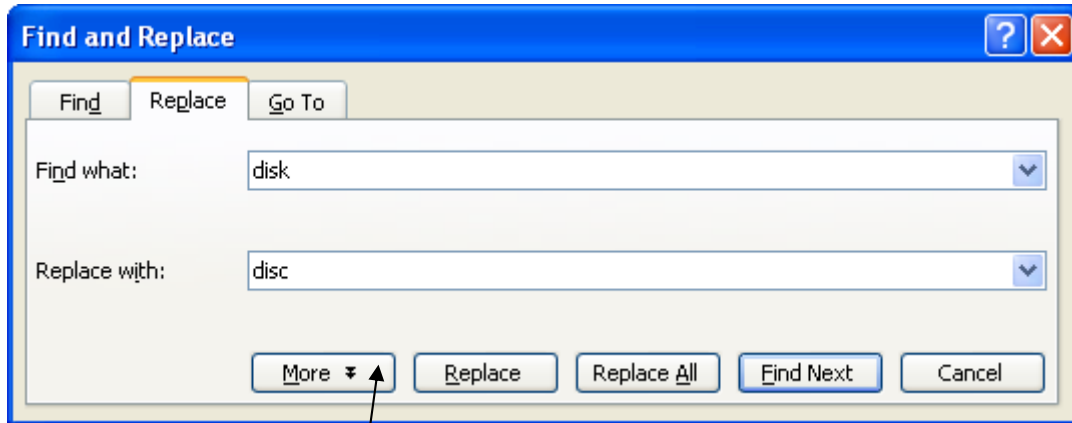 Find and Replace
Find Replace Go To
Find what: disk
Replace with: disc
More Replace Replace All Find Next Cancel